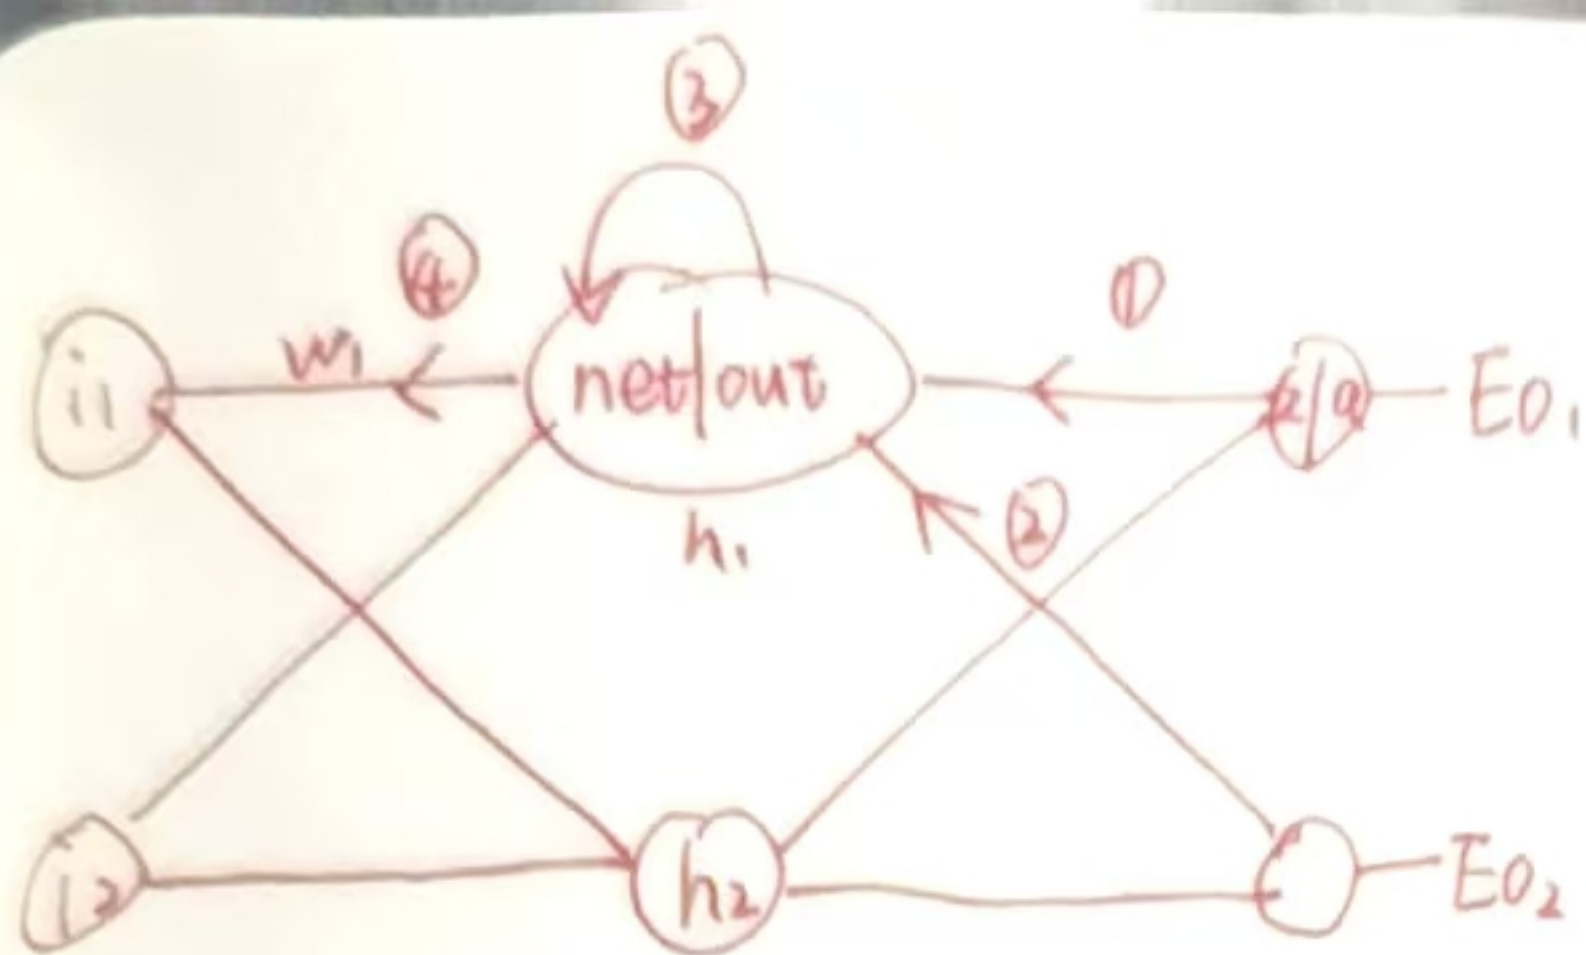 ③
④
①
w₁
i1
net|out
z|a
Eo₁
②
h₁
i2
h₂
Eo₂